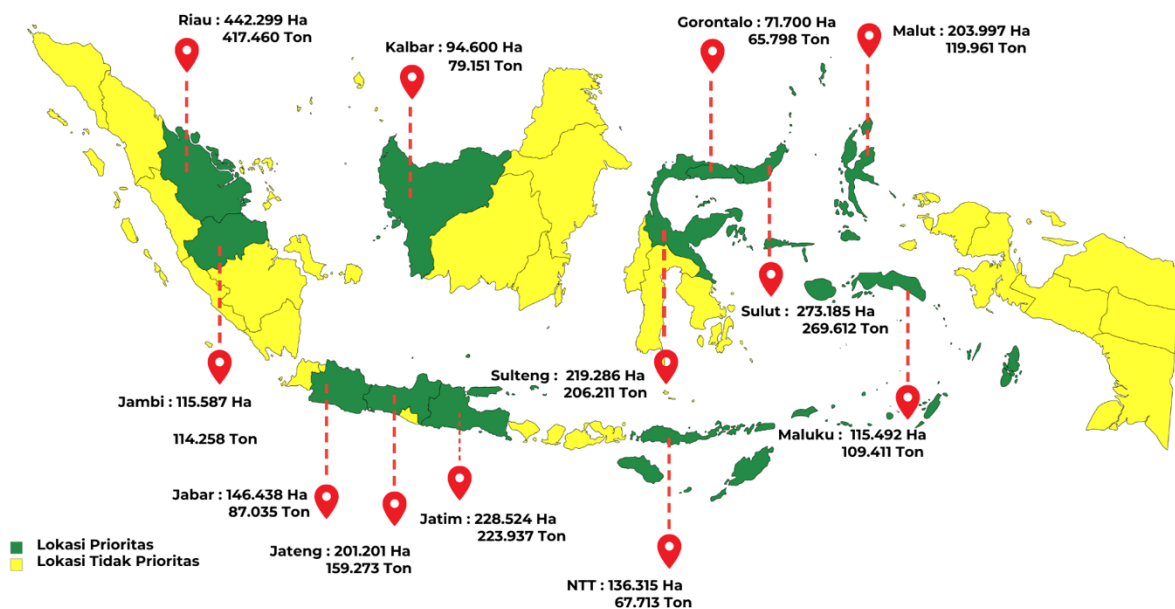 Riau : 442.299 Ha
417.460 Ton
Kalbar : 94.600 Ha
79.151 Ton
Gorontalo : 71.700 Ha
65.798 Ton
Malut : 203.997 Ha
119.961 Ton
Sulut : 273.185 Ha
269.612 Ton
Sulteng : 219.286 Ha
206.211 Ton
Jambi : 115.587 Ha
114.258 Ton
Maluku : 115.492 Ha
109.411 Ton
Jabar : 146.438 Ha
87.035 Ton
Jatim : 228.524 Ha
223.937 Ton
Jateng : 201.201 Ha
159.273 Ton
NTT : 136.315 Ha
67.713 Ton
Lokasi Prioritas
Lokasi Tidak Prioritas